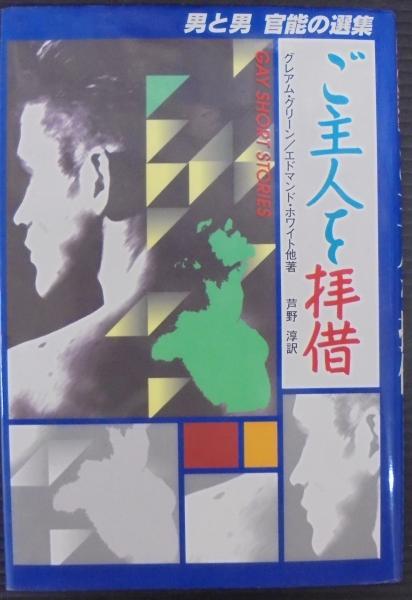 男と男 官能の選集
ご主人を拝借
グレアム・グリーン／エドマンド・ホワイト他著
芦野 淳訳
GAY SHORT STORIES